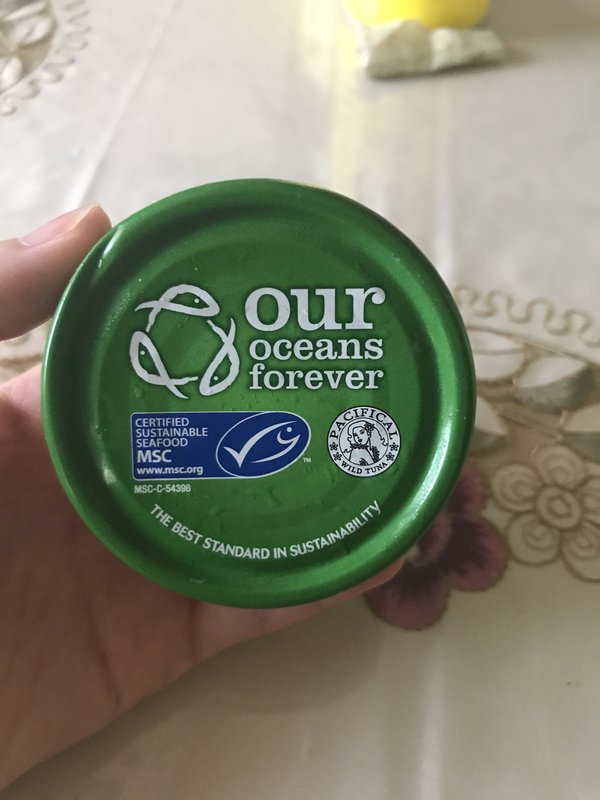 our
oceans
forever
CERTIFIED
SUSTAINABLE
SEAFOOD
MSC
www.msc.org
TM
PACIFICAL
WILD TUNA
MSC-C-54398
THE BEST STANDARD IN SUSTAINABILITY